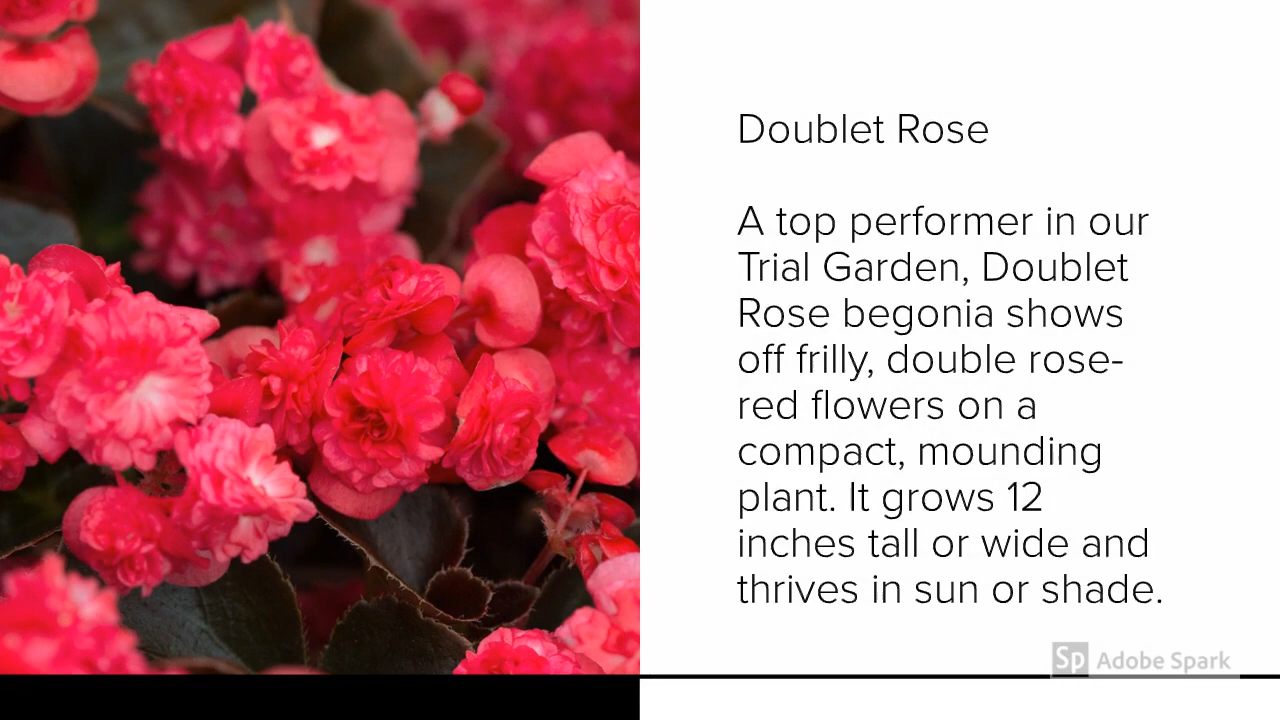 Doublet Rose
A top performer in our
Trial Garden, Doublet
Rose begonia shows
off frilly, double rose-
red flowers on a
compact, mounding
plant. It grows 12
inches tall or wide and
thrives in sun or shade.
Sp Adobe Spark